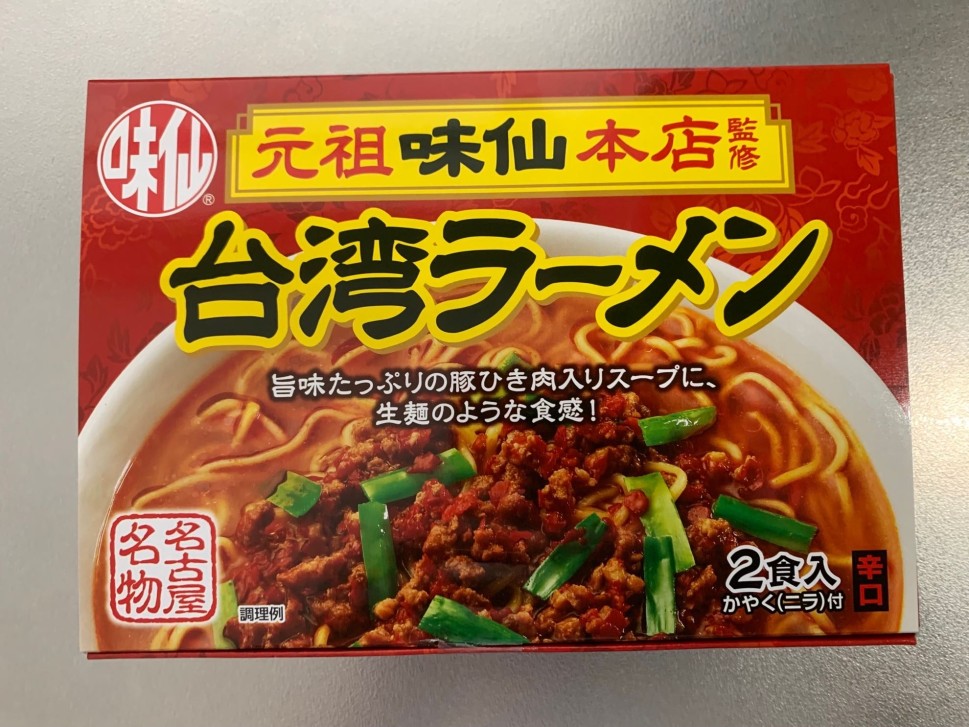 味仙®
元祖味仙本店監修
台湾ラーメン
旨味たっぷりの豚ひき肉入りスープに、
生麺のような食感！
名古屋
名物
調理例
2食入
かやく(ニラ)付
辛口